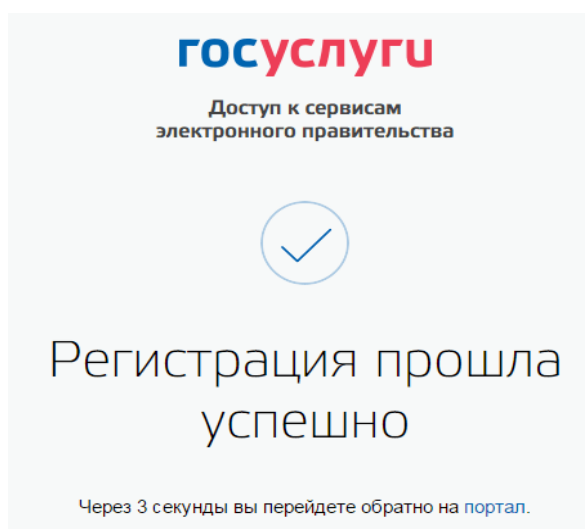 госуслуги
Доступ к сервисам
электронного правительства
Регистрация прошла
успешно
Через 3 секунды вы перейдете обратно на портал.